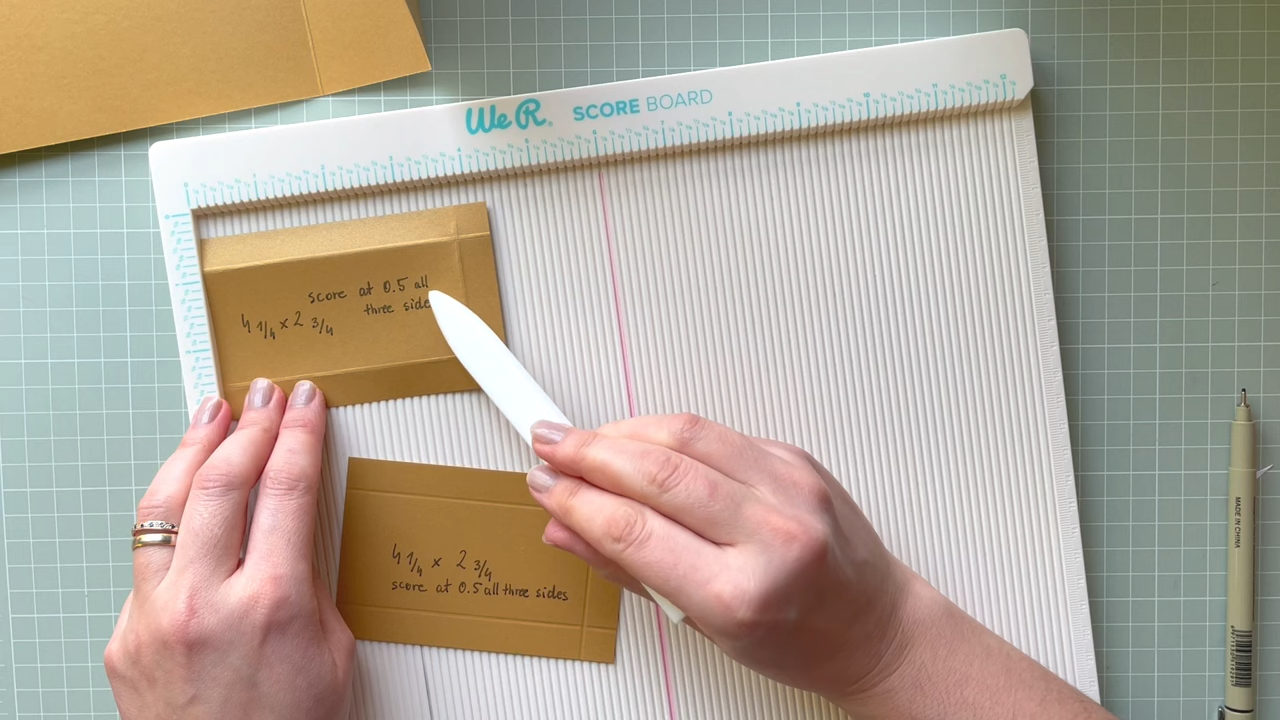 We R. SCORE BOARD
score at 0.5 all
three side
4 1/4 x 2 3/4
4 1/4 x 2 3/4
score at 0.5 all three sides
MADE IN CHINA